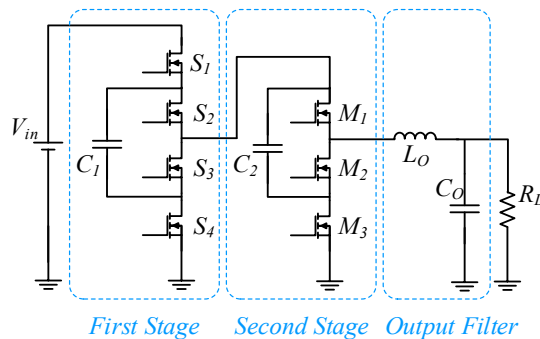 S1
S2
S3
S4
Vin
C1
M1
M2
M3
C2
LO
CO
RL
First Stage
Second Stage
Output Filter